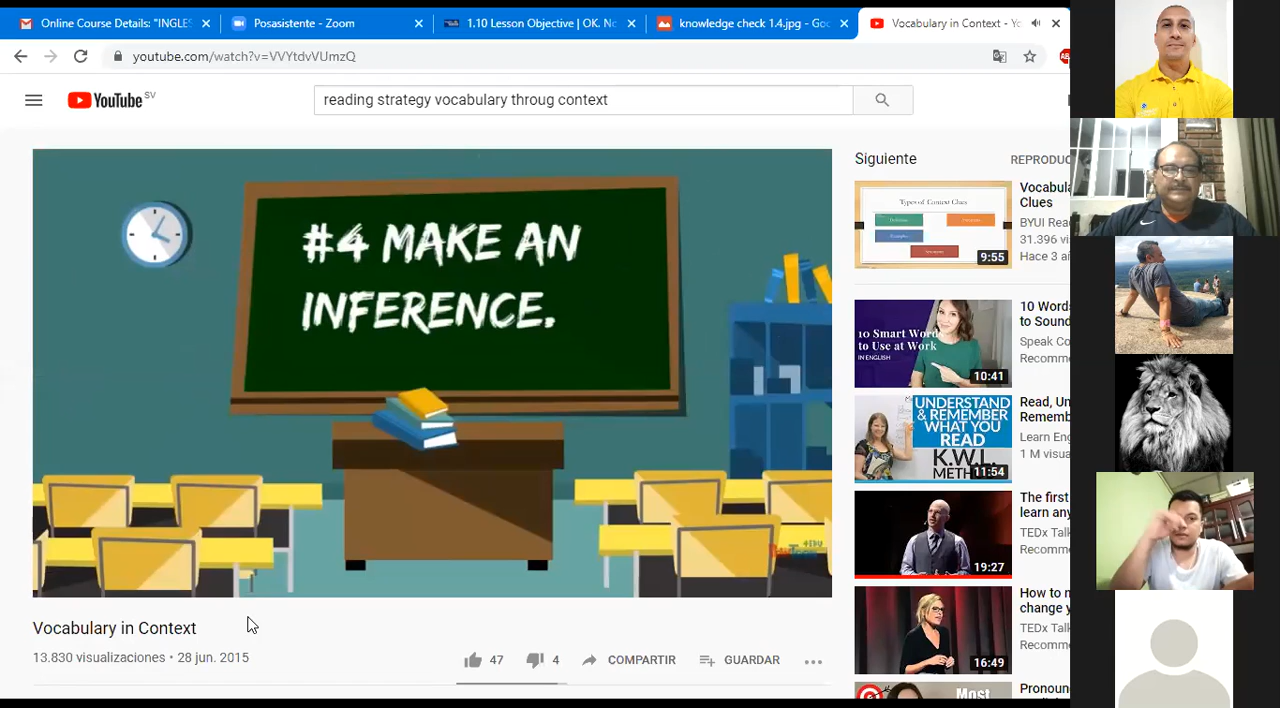 Online Course Details: "INGLES
Posasistente - Zoom
1.10 Lesson Objective | OK. No
knowledge check 1.4.jpg - Goo
Vocabulary in Context - Yo
youtube.com/watch?v=VVYtdvVUmzQ
YouTube SV
reading strategy vocabulary throug context
#4 MAKE AN
INFERENCE.
Vocabulary in Context
13.830 visualizaciones • 28 jun. 2015
47
4
COMPARTIR
GUARDAR
Siguiente
REPRODU
Types of Context Clues
9:55
Vocabula
Clues
BYUI Read
31.396 vi
Hace 3 a
10 Smart Word
to Use at Work
IN ENGLISH
10:41
10 Words
to Sound
Speak Co
Recomme
UNDERSTAND
& REMEMBER
WHAT YOU
READ
K.W.L.
METH
11:54
Read, Un
Rememb
Learn Eng
1 M visua
19:27
The first
learn any
TEDx Talk
Recomme
16:49
How to n
change y
TEDx Talk
Recomme
Most
Pronoun